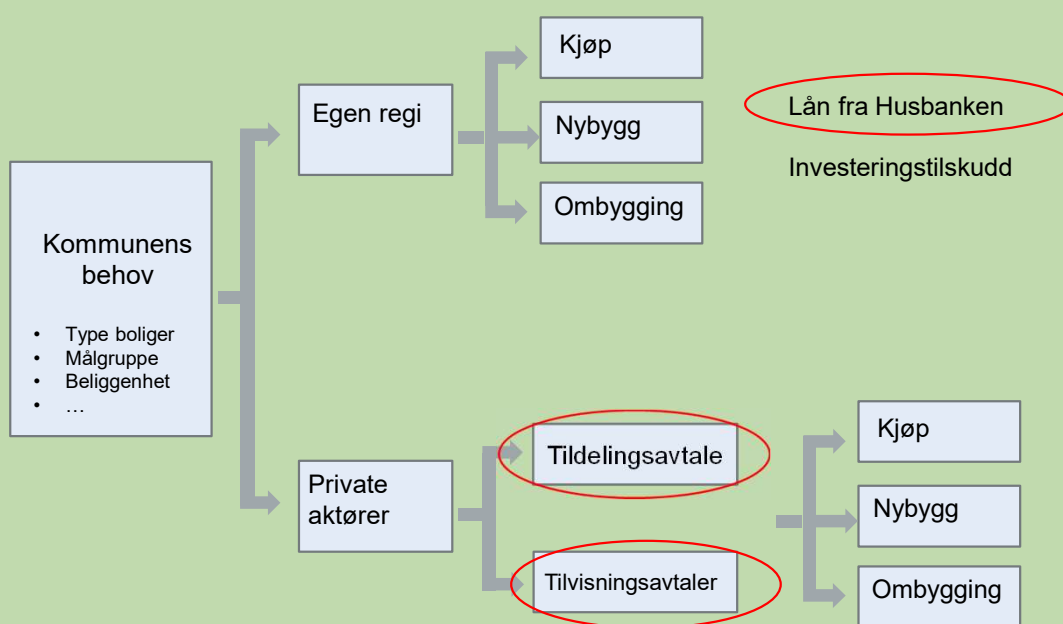 Kommunens
behov
• Type boliger
• Målgruppe
• Beliggenhet
• …
Egen regi
Kjøp
Nybygg
Ombygging
Lån fra Husbanken
Investeringstilskudd
Private
aktører
Tildelingsavtale
Tilvisningsavtaler
Kjøp
Nybygg
Ombygging